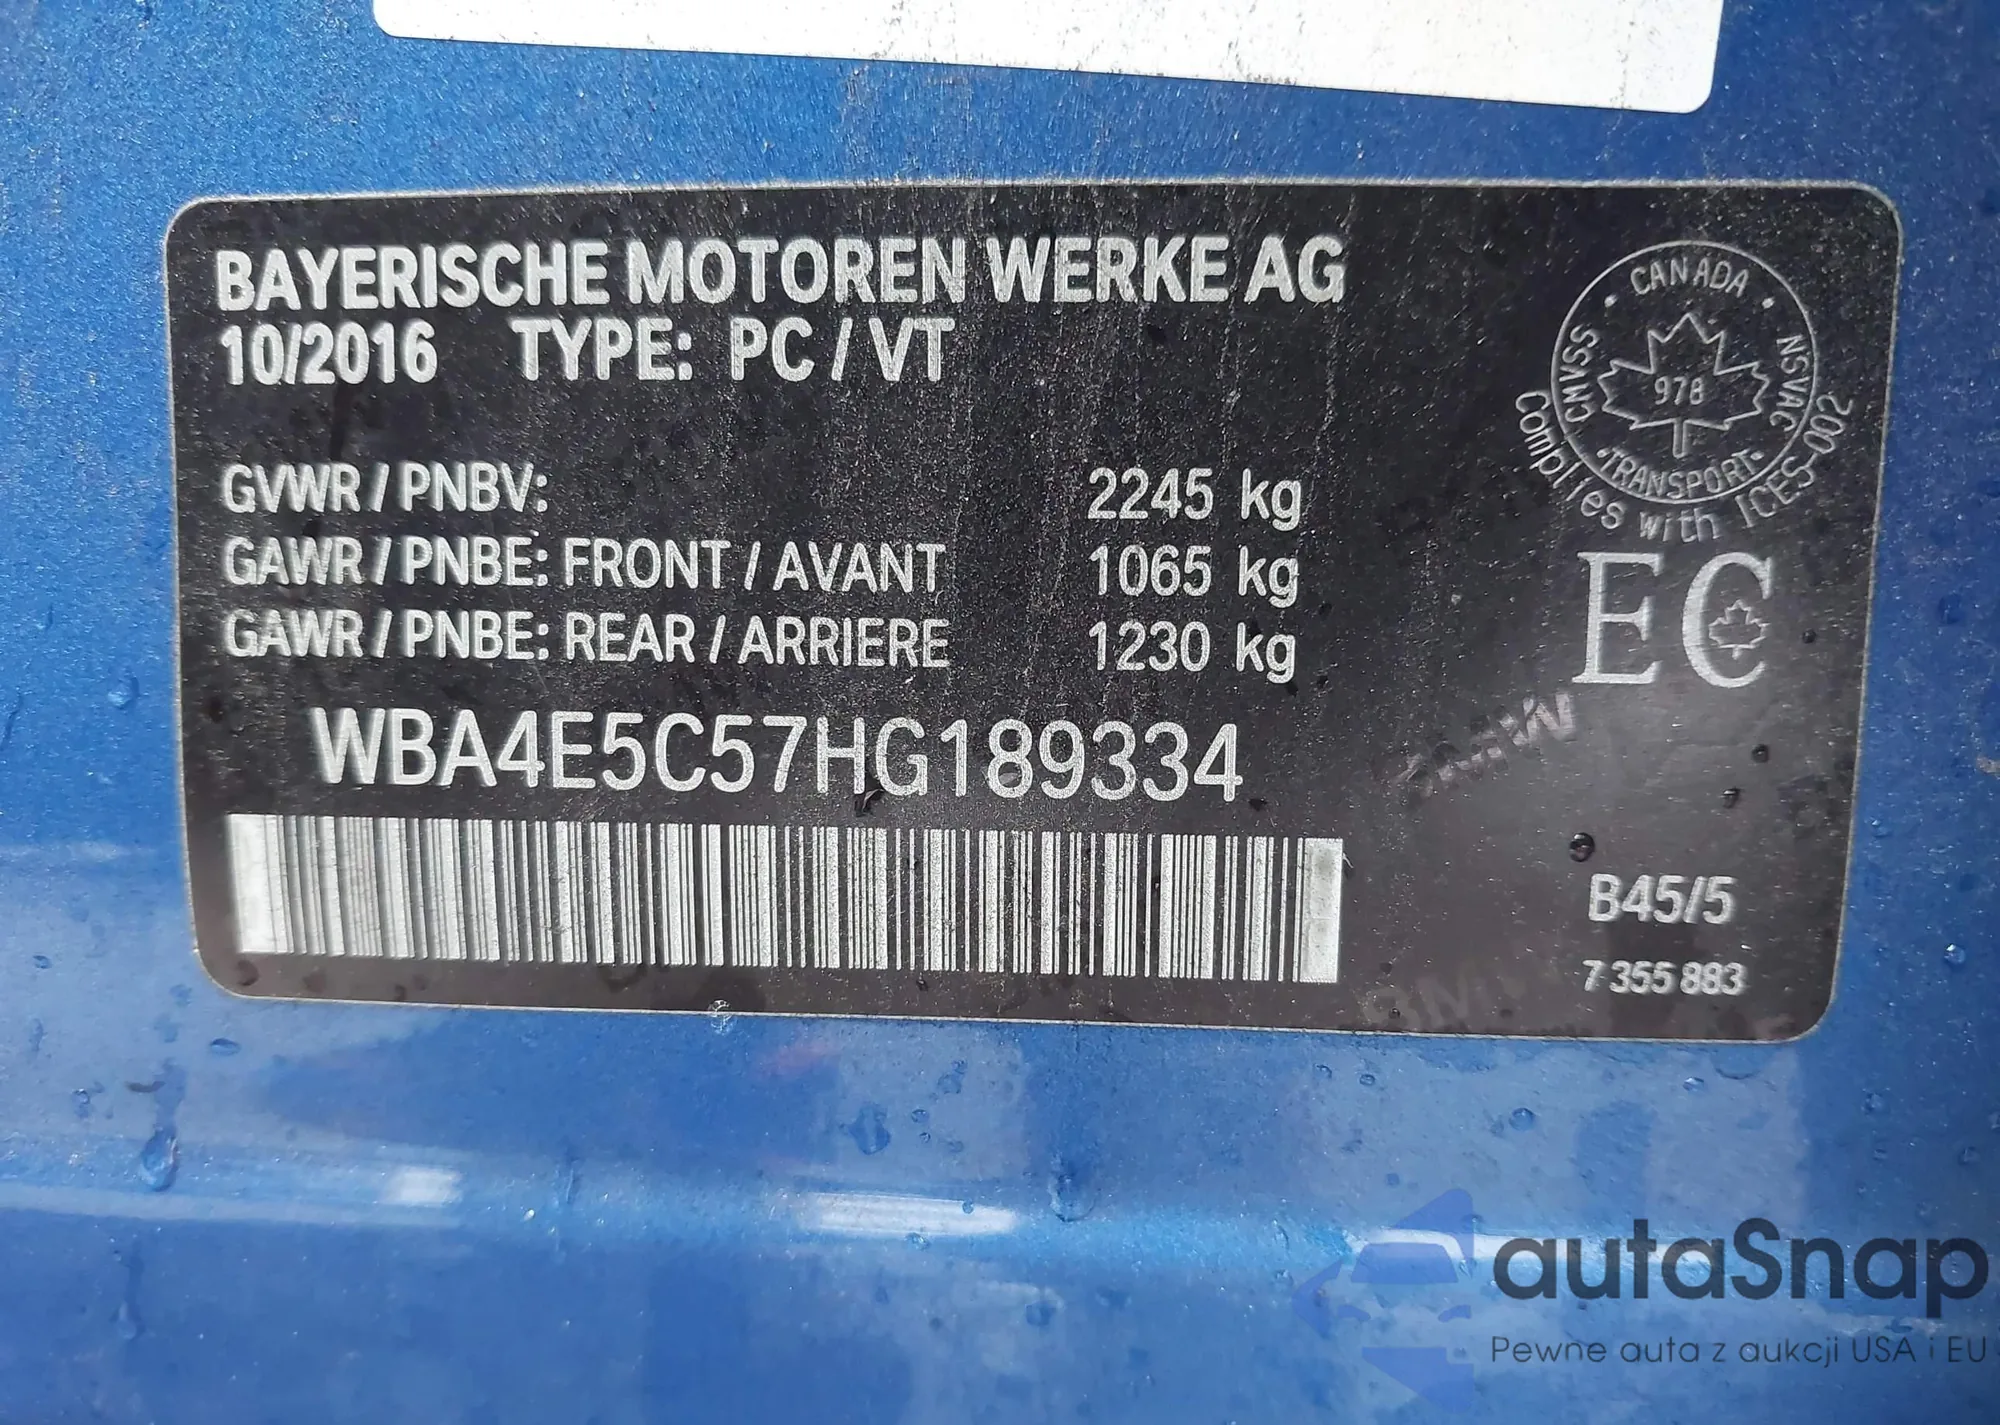 BAYERISCHE MOTOREN WERKE AG
10/2016 TYPE: PC / VT
CANADA
CMVSS
978
NSVAC
TRANSPORT
Complies with ICES-002
GVWR / PNBV: 2245 kg
GAWR / PNBE: FRONT / AVANT 1065 kg
GAWR / PNBE: REAR / ARRIERE 1230 kg
EC
WBA4E5C57HG189334
BMW
B45/5
7 355 883
BMW
autaSnap
Pewne auta z aukcji USA i EU